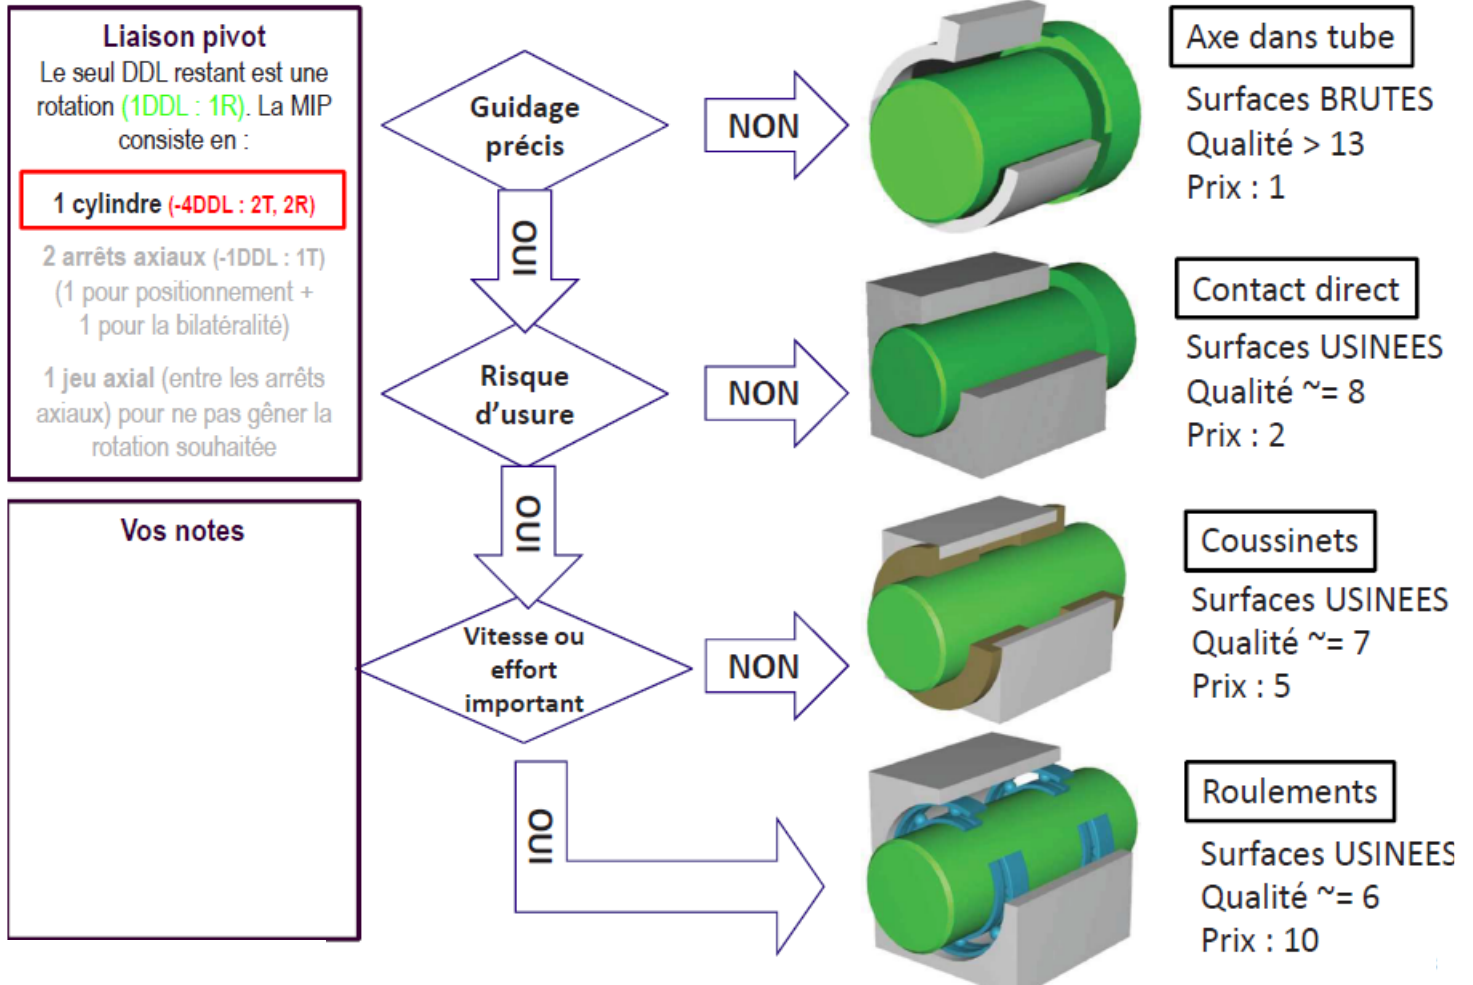 Liaison pivot
Le seul DDL restant est une
rotation (1DDL : 1R). La MIP
consiste en :
1 cylindre (-4DDL : 2T, 2R)
2 arrêts axiaux (-1DDL : 1T)
(1 pour positionnement +
1 pour la bilatéralité)
1 jeu axial (entre les arrêts
axiaux) pour ne pas gêner la
rotation souhaitée
Vos notes
Guidage
précis
NON
Axe dans tube
Surfaces BRUTES
Qualité > 13
Prix : 1
OUI
Risque
d’usure
NON
Contact direct
Surfaces USINEES
Qualité ~= 8
Prix : 2
OUI
Vitesse ou
effort
important
NON
Coussinets
Surfaces USINEES
Qualité ~= 7
Prix : 5
OUI
Roulements
Surfaces USINEES
Qualité ~= 6
Prix : 10